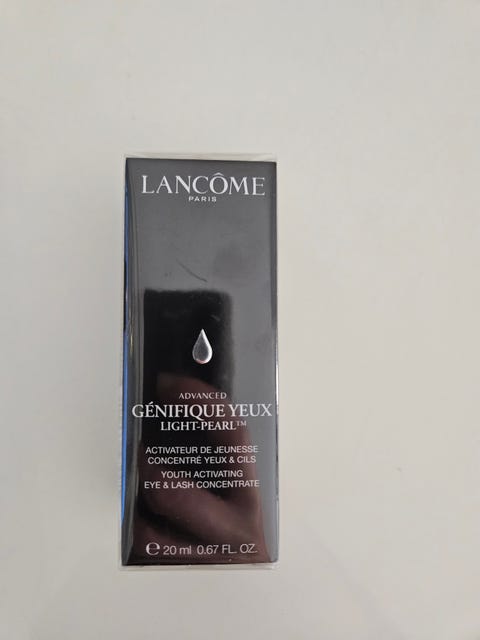 LANCÔME
PARIS
ADVANCED
GÉNIFIQUE YEUX
LIGHT-PEARL™
ACTIVATEUR DE JEUNESSE
CONCENTRÉ YEUX & CILS
YOUTH ACTIVATING
EYE & LASH CONCENTRATE
℮ 20 ml 0.67 FL. OZ.